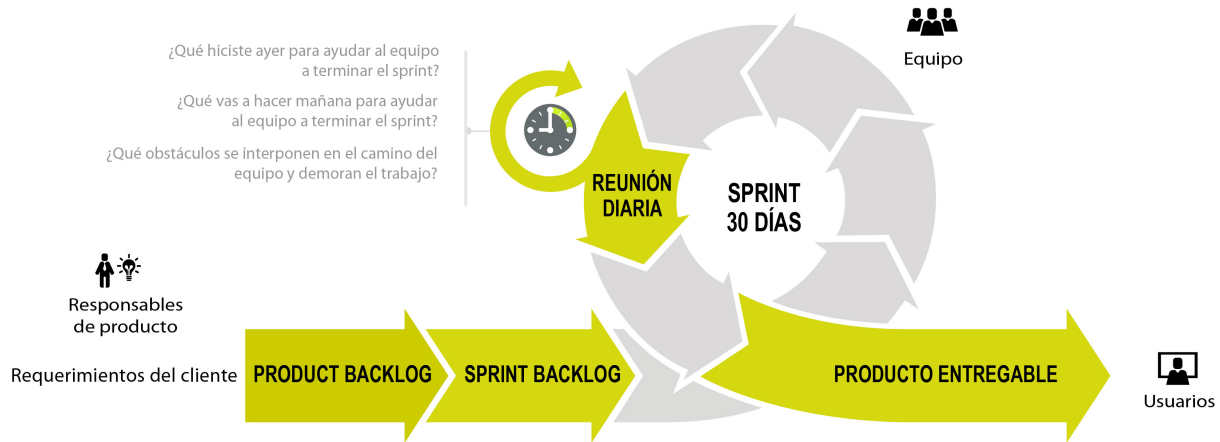 ¿Qué hiciste ayer para ayudar al equipo
a terminar el sprint?
¿Qué vas a hacer mañana para ayudar
al equipo a terminar el sprint?
¿Qué obstáculos se interponen en el camino del
equipo y demoran el trabajo?
Equipo
REUNIÓN
DIARIA
SPRINT
30 DÍAS
Responsables
de producto
Requerimientos del cliente
PRODUCT BACKLOG
SPRINT BACKLOG
PRODUCTO ENTREGABLE
Usuarios